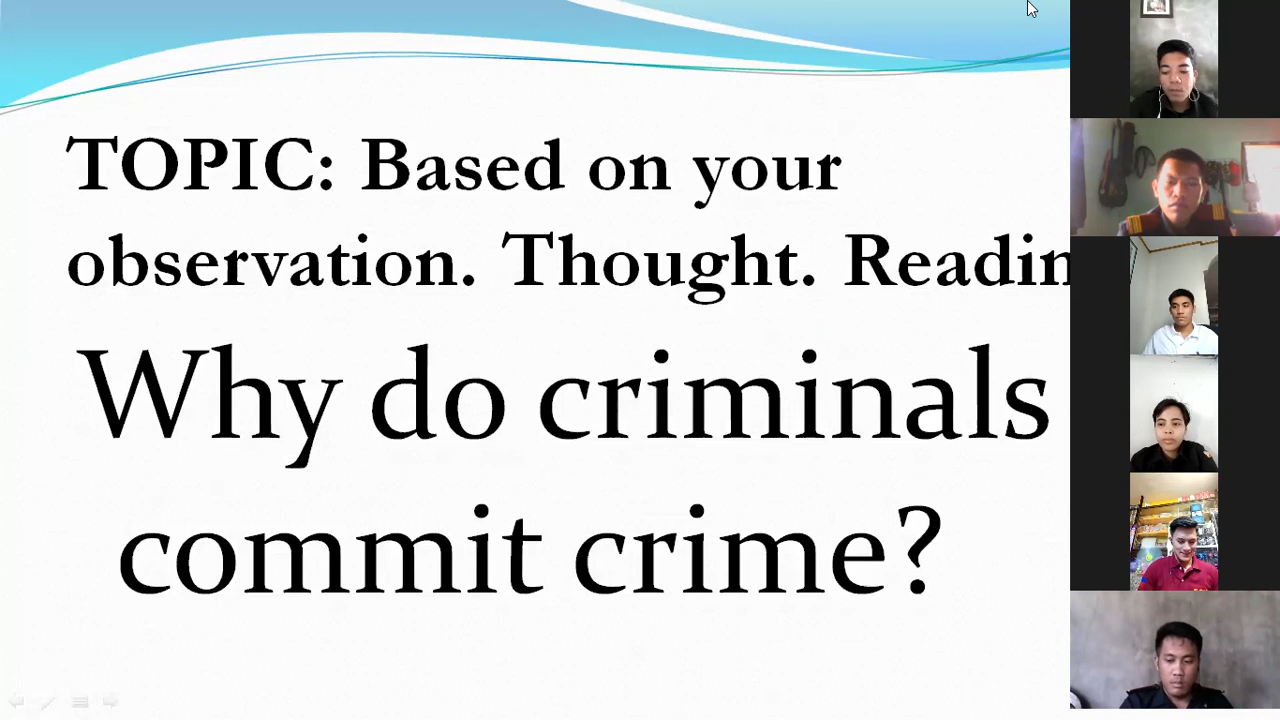 TOPIC: Based on your
observation. Thought. Readin
Why do criminals
commit crime?